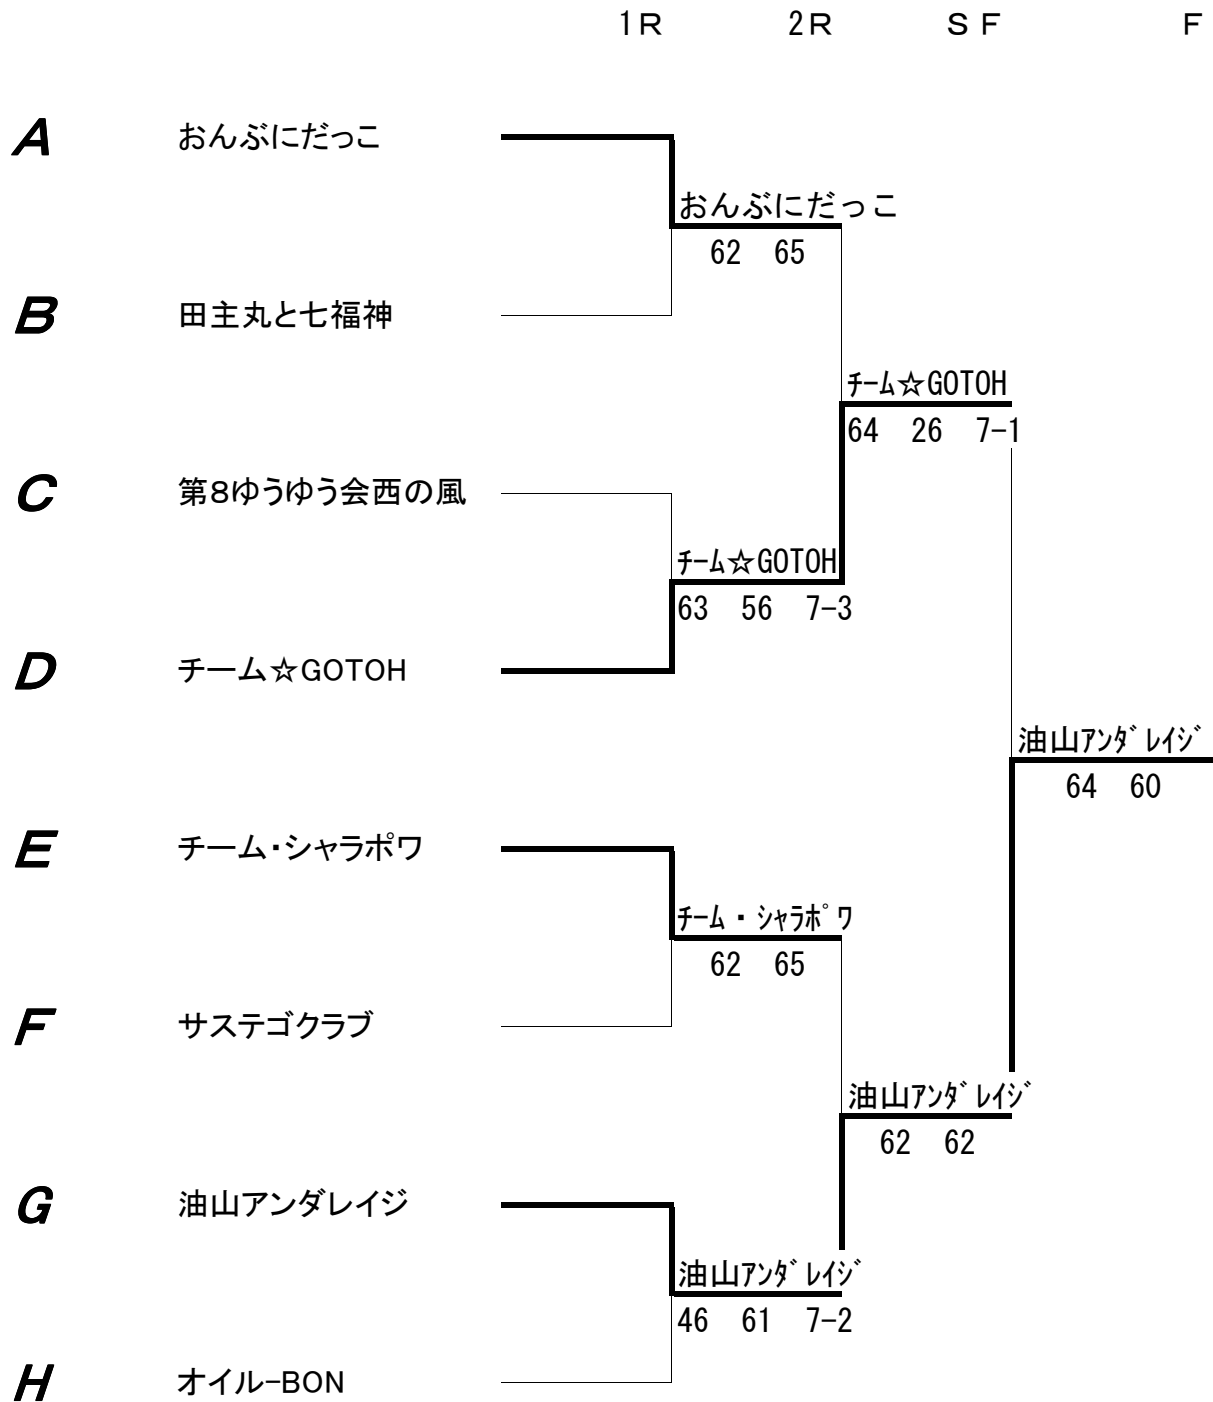 1R 2R SF F
A おんぶにだっこ
おんぶにだっこ
62 65
B 田主丸と七福神
ﾁｰﾑ☆GOTOH
64 26 7-1
C 第8ゆうゆう会西の風
ﾁｰﾑ☆GOTOH
63 56 7-3
D チーム☆GOTOH
油山ｱﾝﾀﾞﾚｲｼﾞ
64 60
E チーム・シャラポワ
ﾁｰﾑ・ｼｬﾗﾎﾟﾜ
62 65
F サステゴクラブ
油山ｱﾝﾀﾞﾚｲｼﾞ
62 62
G 油山アンダレイジ
油山ｱﾝﾀﾞﾚｲｼﾞ
46 61 7-2
H オイル-BON